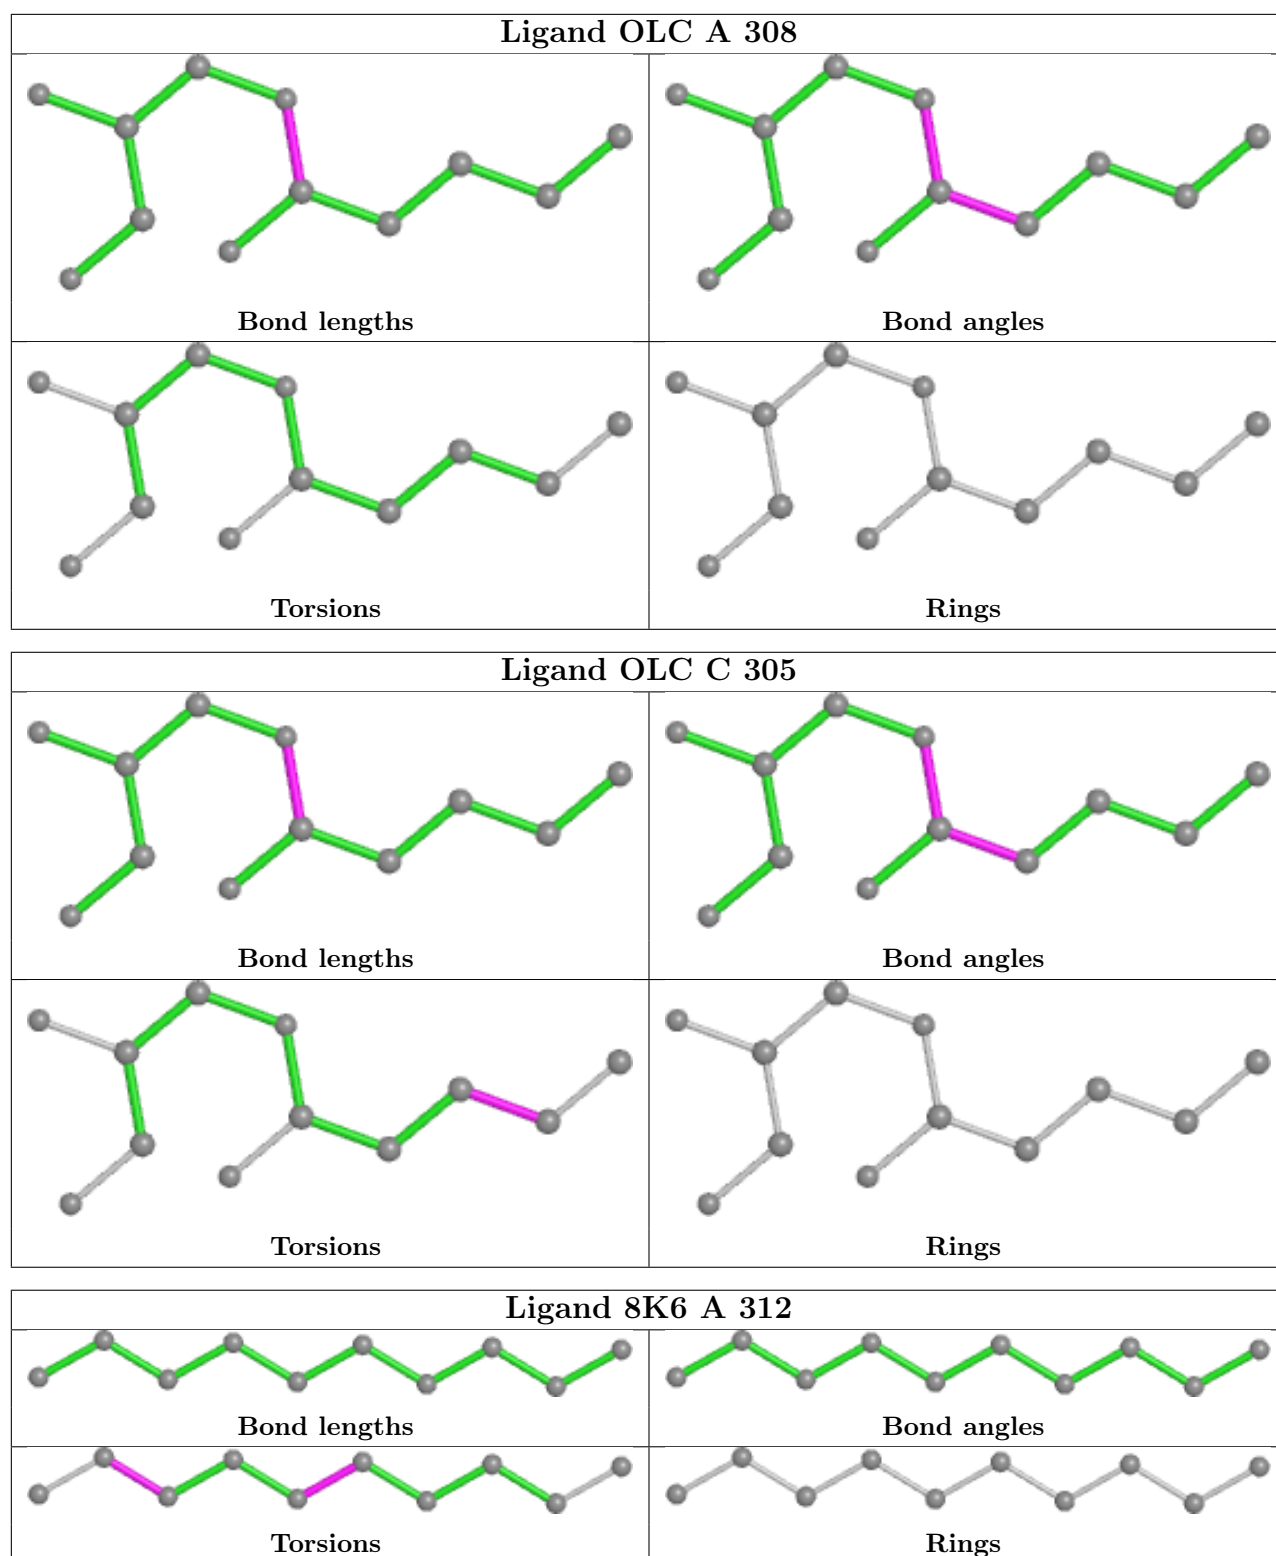 Ligand OLC A 308
Bond lengths
Bond angles
Torsions
Rings
Ligand OLC C 305
Bond lengths
Bond angles
Torsions
Rings
Ligand 8K6 A 312
Bond lengths
Bond angles
Torsions
Rings